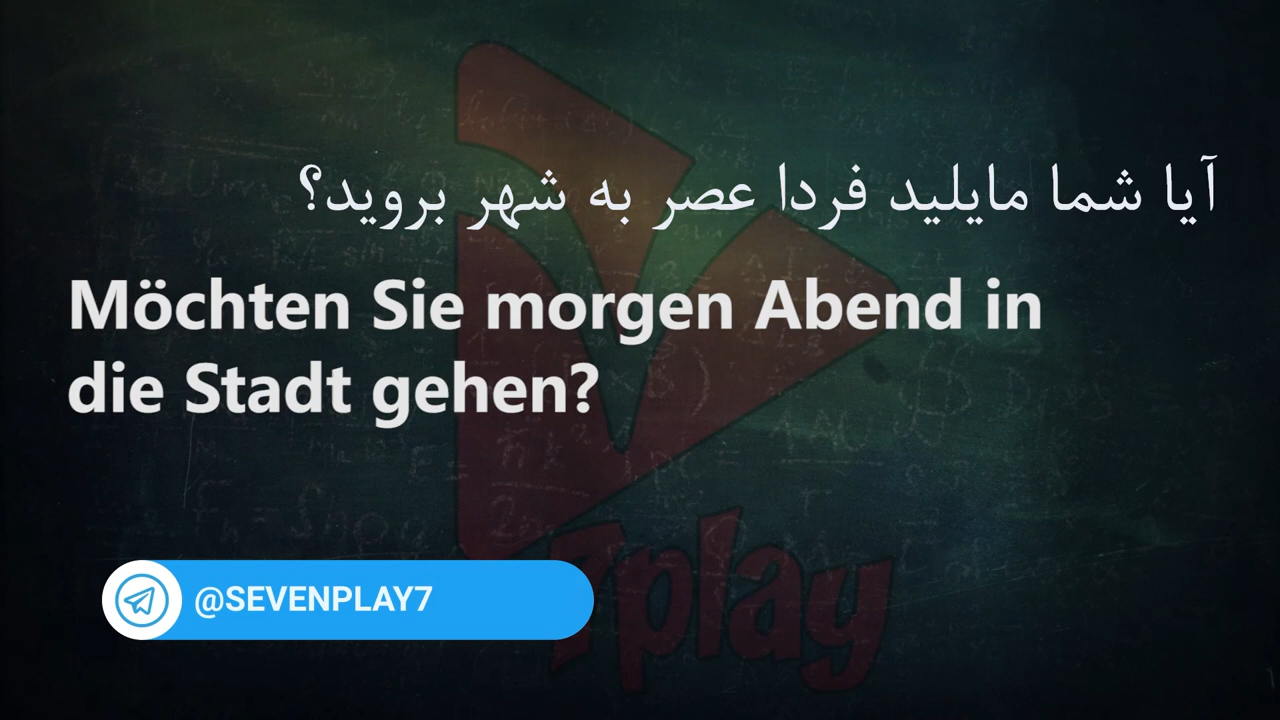 آیا شما مایلید فردا عصر به شهر بروید؟
Möchten Sie morgen Abend in
die Stadt gehen?
@SEVENPLAY7
7play